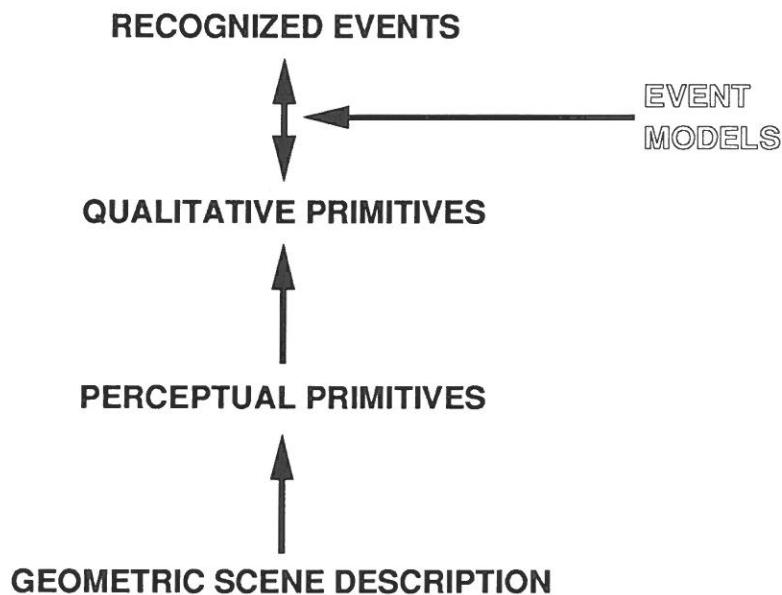 RECOGNIZED EVENTS
EVENT
MODELS
QUALITATIVE PRIMITIVES
PERCEPTUAL PRIMITIVES
GEOMETRIC SCENE DESCRIPTION